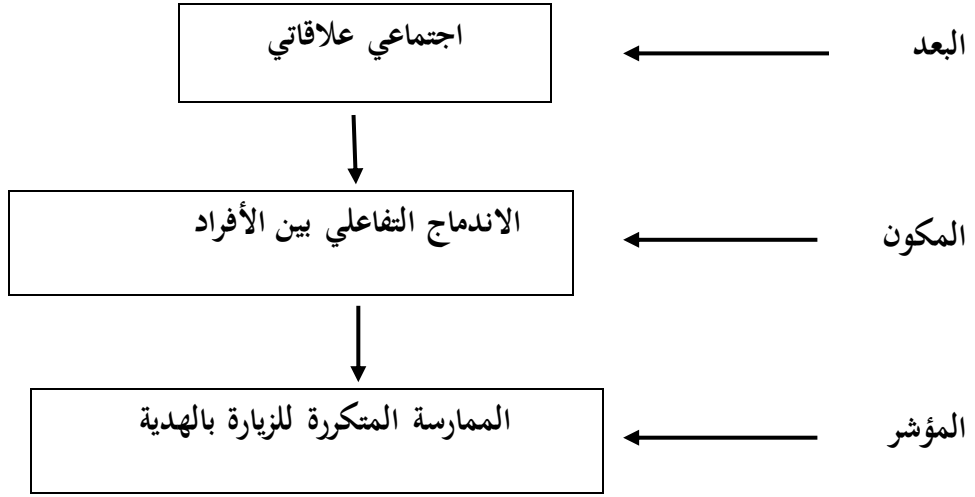 البعد
اجتماعي علاقاتي
المكون
الاندماج التفاعلي بين الأفراد
المؤشر
الممارسة المتكررة للزيارة بالهدية